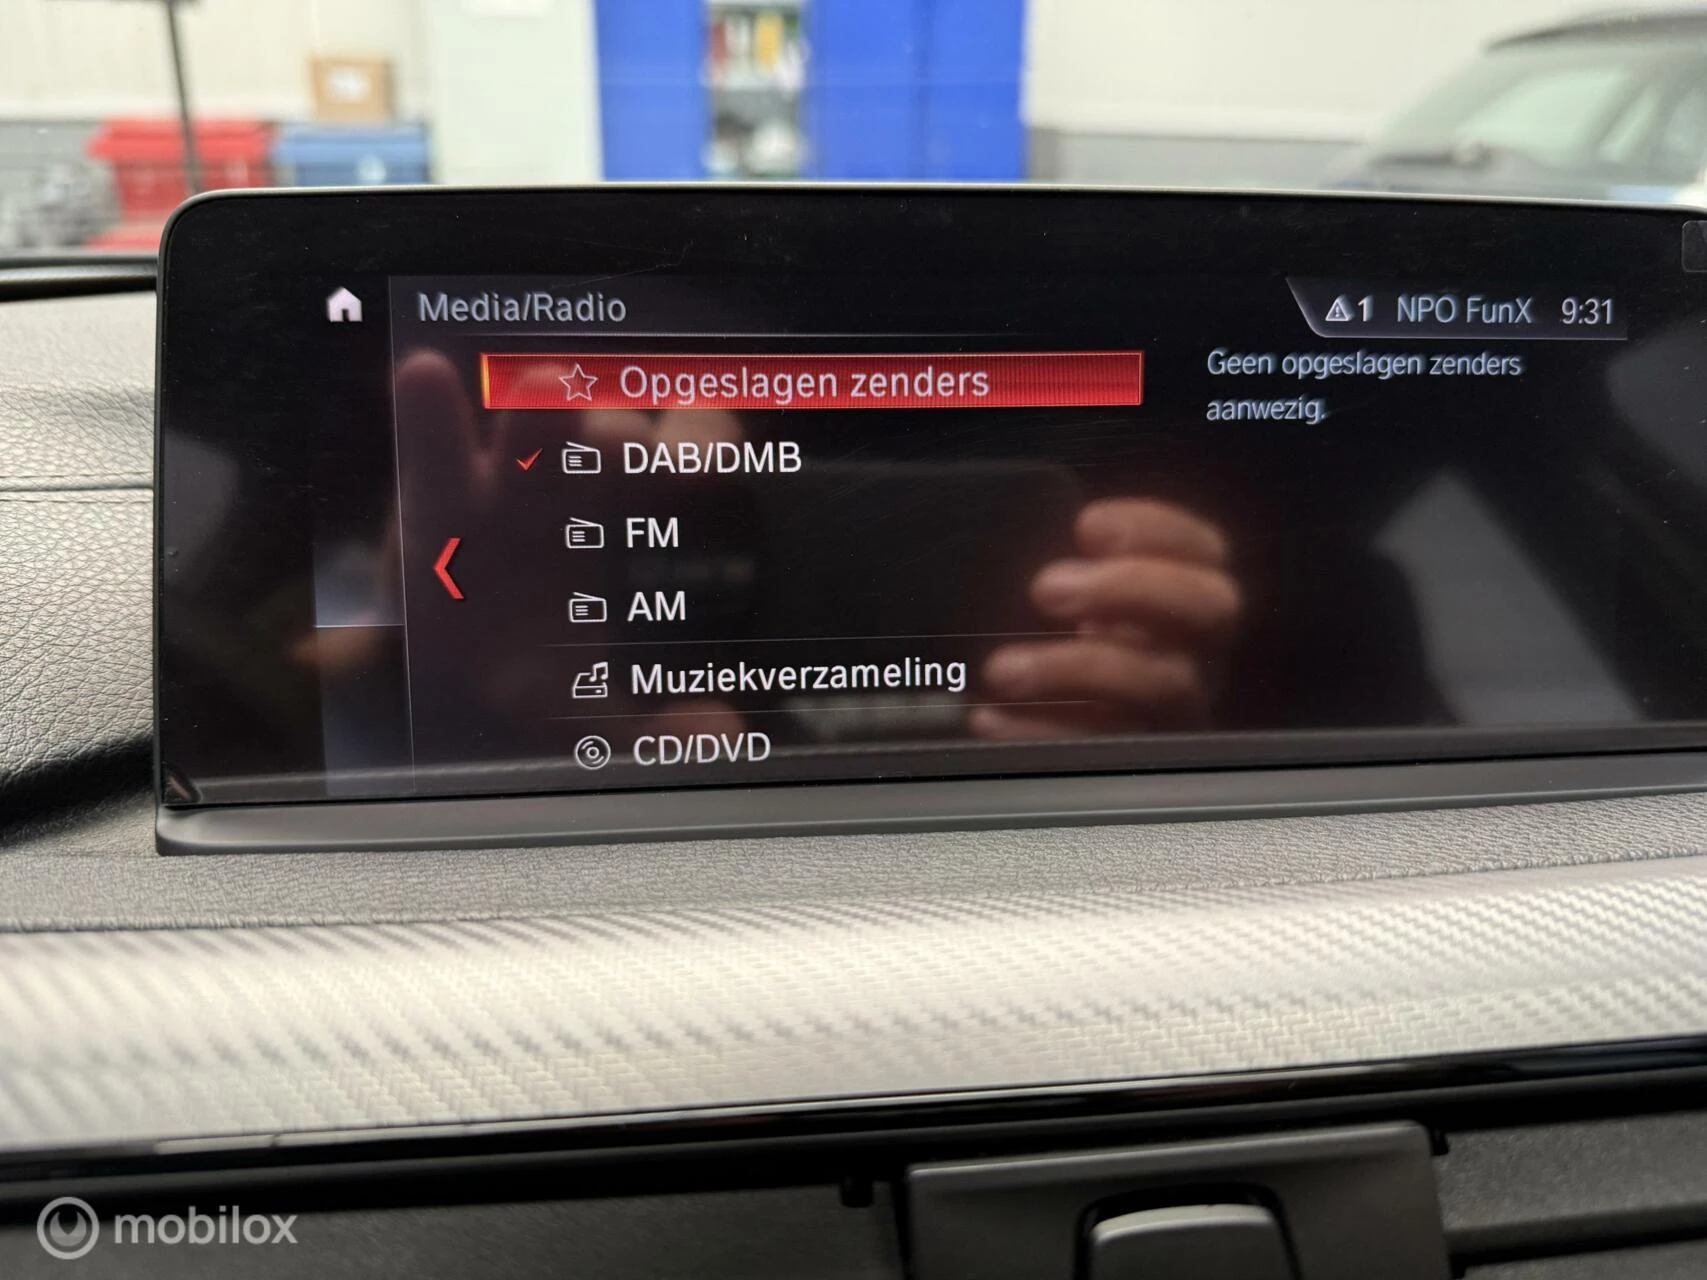 Media/Radio
1 NPO FunX 9:31
Opgeslagen zenders
Geen opgeslagen zenders
aanwezig.
DAB/DMB
FM
AM
Muziekverzameling
CD/DVD
mobilox